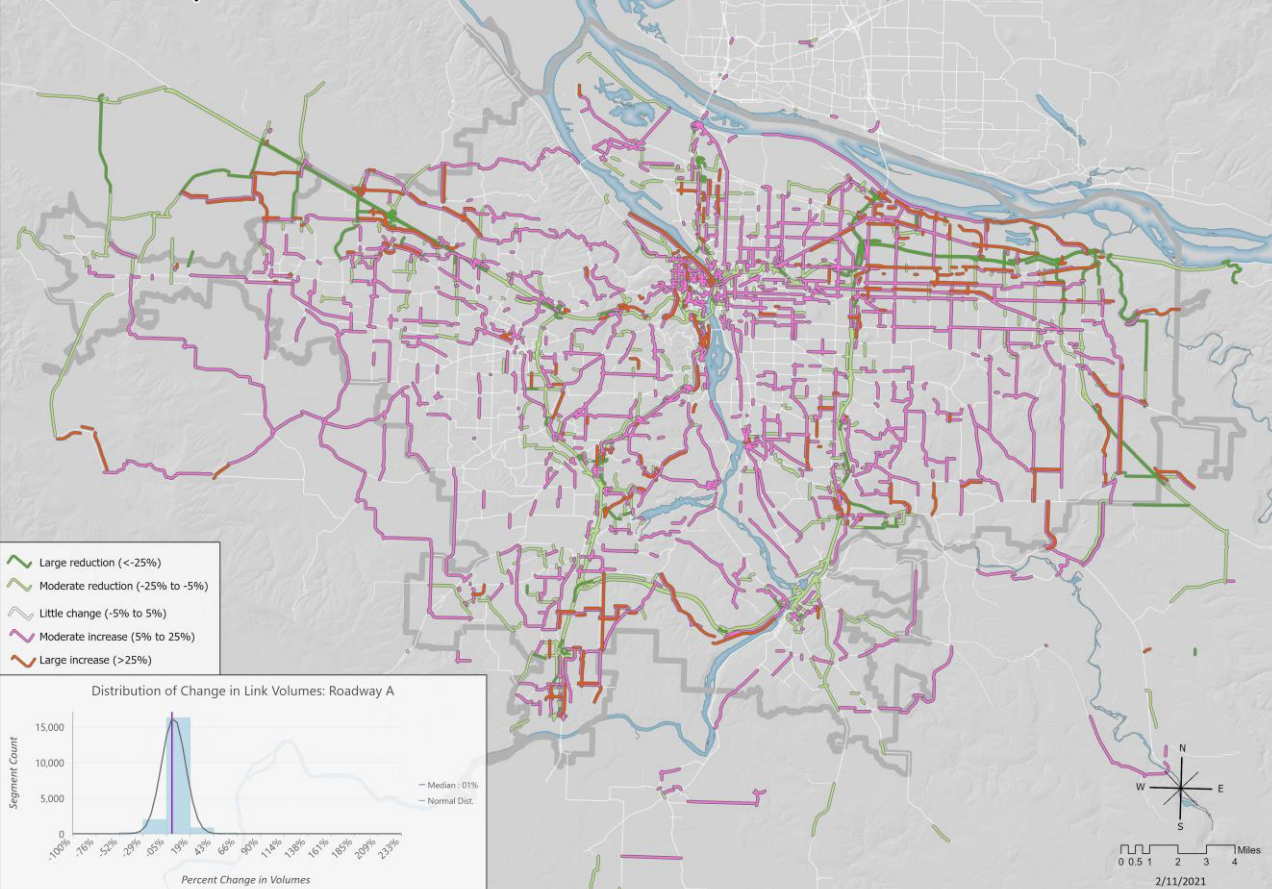 Large reduction (<-25%)
Moderate reduction (-25% to -5%)
Little change (-5% to 5%)
Moderate increase (5% to 25%)
Large increase (>25%)
Distribution of Change in Link Volumes: Roadway A
Segment Count
15,000
10,000
5,000
0
-100% -76% -52% -29% -05% 19% 43% 66% 90% 114% 138% 161% 185% 209% 233%
Percent Change in Volumes
Median : 01%
Normal Dist.
N
W E
S
0 0.5 1 2 3 4 Miles
2/11/2021